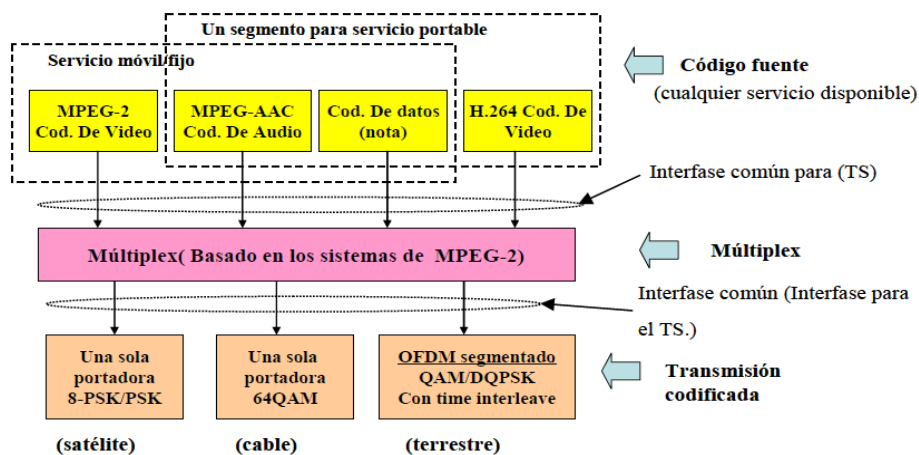 Un segmento para servicio portable
Servicio móvil/fijo
MPEG-2
Cod. De Video
MPEG-AAC
Cod. De Audio
Cod. De datos
(nota)
H.264 Cod. De
Video
Código fuente
(cualquier servicio disponible)
Interfase común para (TS)
Múltiplex( Basado en los sistemas de MPEG-2)
Múltiplex
Interfase común (Interfase para
el TS.)
Una sola
portadora
8-PSK/PSK
Una sola
portadora
64QAM
OFDM segmentado
QAM/DQPSK
Con time interleave
Transmisión
codificada
(satélite)
(cable)
(terrestre)